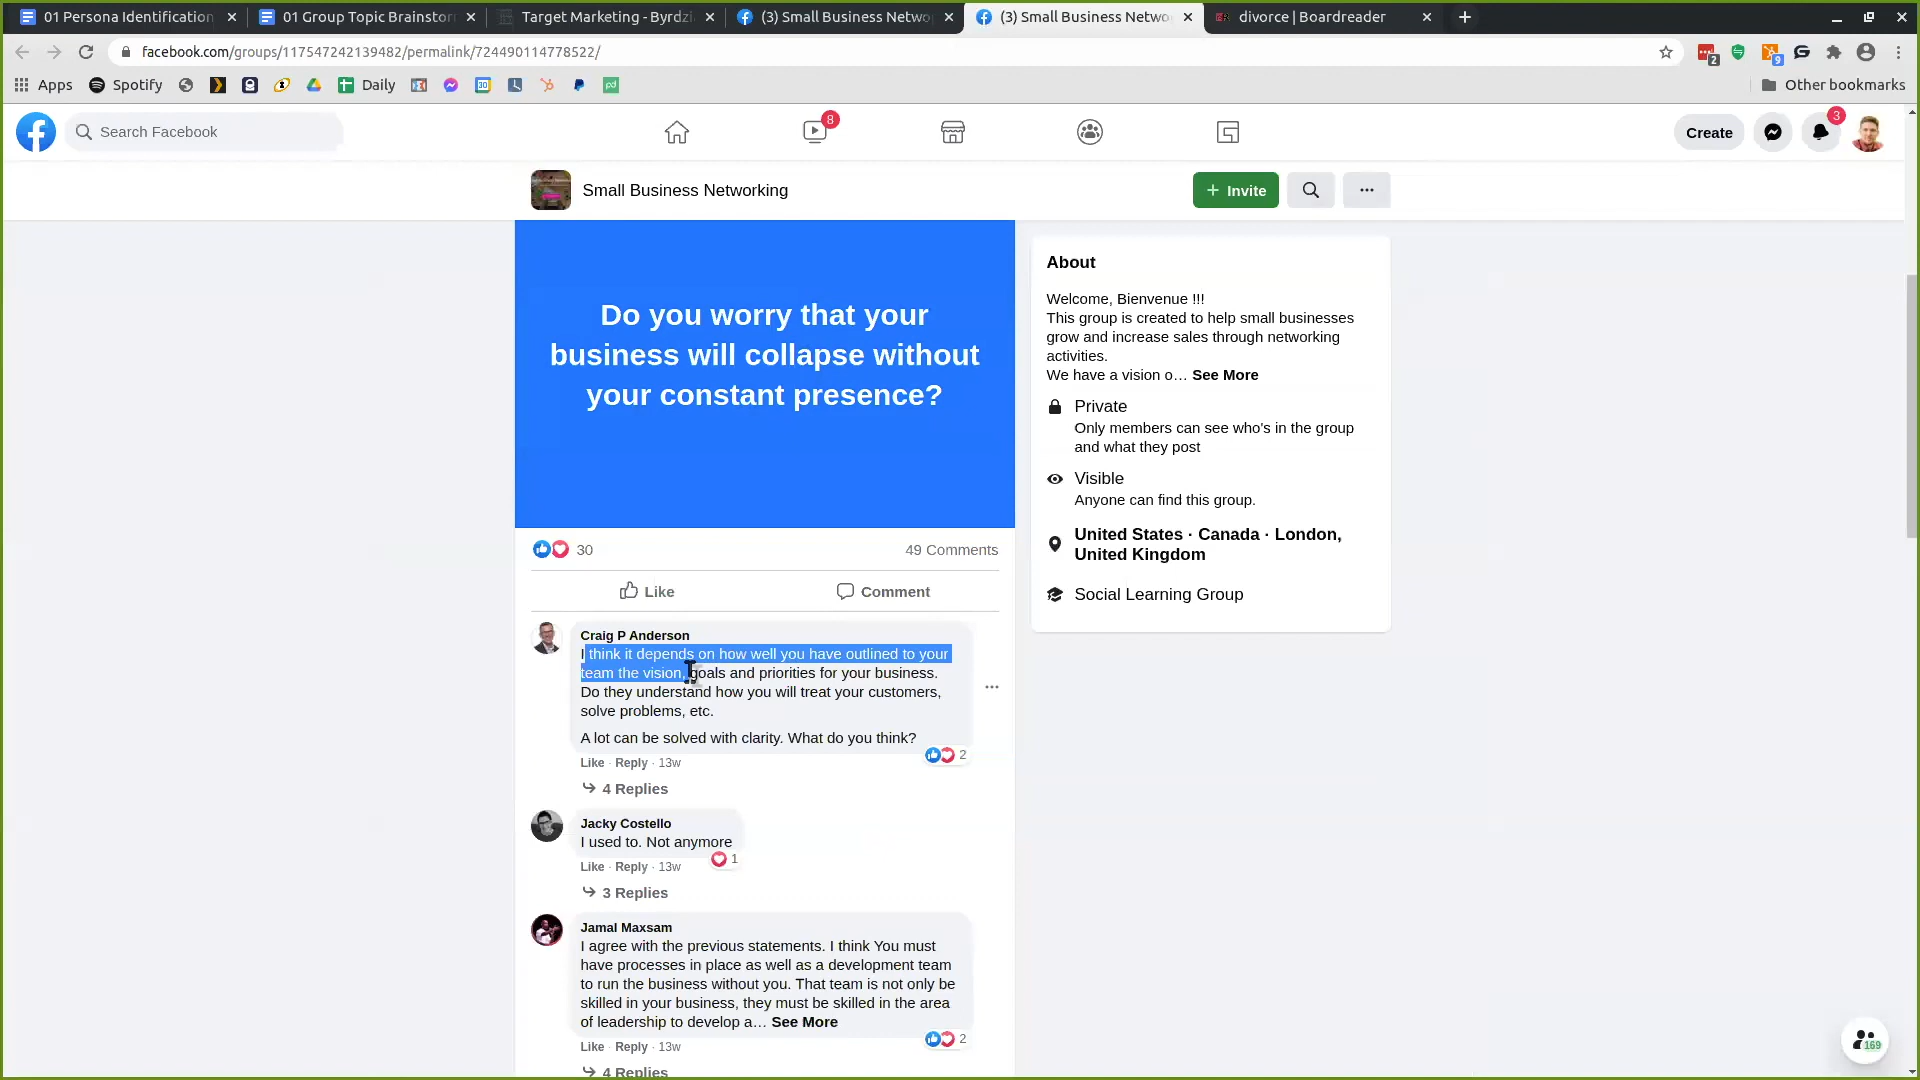 01 Persona Identification
01 Group Topic Brainstor
Target Marketing - Byrdzi
(3) Small Business Netwo
(3) Small Business Netwo
divorce | Boardreader
facebook.com/groups/117547242139482/permalink/724490114778522/
2
9
Apps
Spotify
30
Daily
pd
Other bookmarks
Search Facebook
8
Create
3
Small Business Networking
+ Invite
Do you worry that your
business will collapse without
your constant presence?
30
49 Comments
Like
Comment
Craig P Anderson
I think it depends on how well you have outlined to your
team the vision, goals and priorities for your business.
Do they understand how you will treat your customers,
solve problems, etc.
A lot can be solved with clarity. What do you think?
2
Like · Reply · 13w
4 Replies
Jacky Costello
I used to. Not anymore
1
Like · Reply · 13w
3 Replies
Jamal Maxsam
I agree with the previous statements. I think You must
have processes in place as well as a development team
to run the business without you. That team is not only be
skilled in your business, they must be skilled in the area
of leadership to develop a… See More
2
Like · Reply · 13w
4 Replies
About
Welcome, Bienvenue !!!
This group is created to help small businesses
grow and increase sales through networking
activities.
We have a vision o… See More
Private
Only members can see who's in the group
and what they post
Visible
Anyone can find this group.
United States · Canada · London,
United Kingdom
Social Learning Group
169